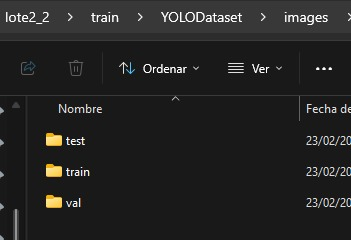 lote2_2 > train > YOLODataset > images >
Ordenar Ver ...
Nombre Fecha de
test 23/02/20
train 23/02/20
val 23/02/20